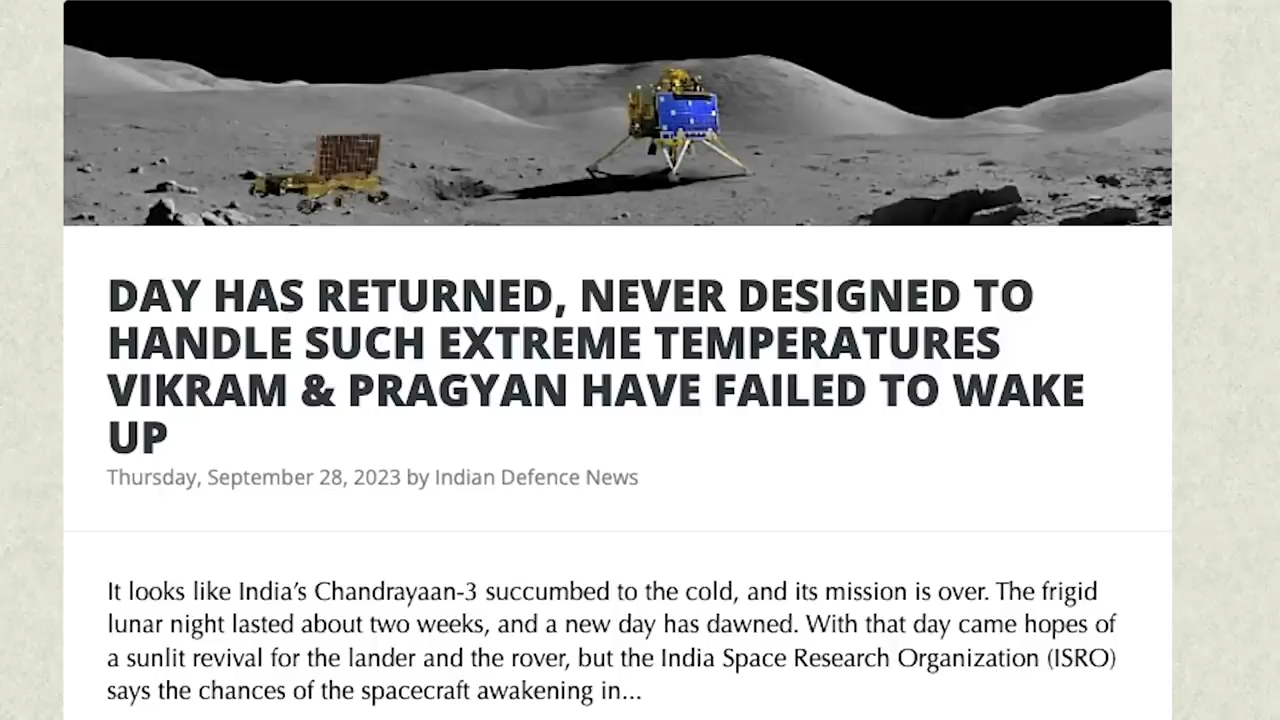 DAY HAS RETURNED, NEVER DESIGNED TO
HANDLE SUCH EXTREME TEMPERATURES
VIKRAM & PRAGYAN HAVE FAILED TO WAKE
UP
Thursday, September 28, 2023 by Indian Defence News
It looks like India’s Chandrayaan-3 succumbed to the cold, and its mission is over. The frigid
lunar night lasted about two weeks, and a new day has dawned. With that day came hopes of
a sunlit revival for the lander and the rover, but the India Space Research Organization (ISRO)
says the chances of the spacecraft awakening in…